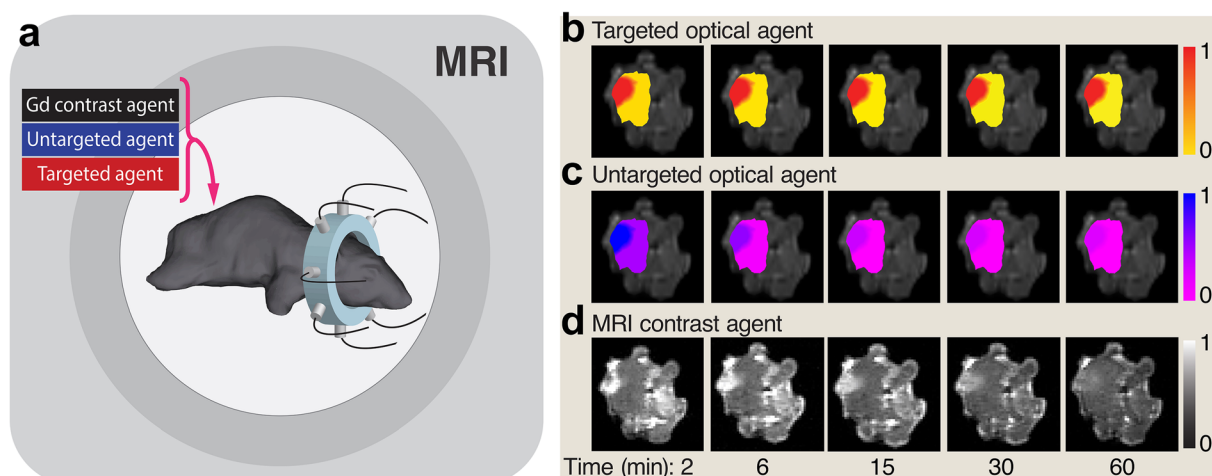 a
MRI
Gd contrast agent
Untargeted agent
Targeted agent
b Targeted optical agent
1
0
c Untargeted optical agent
1
0
d MRI contrast agent
1
0
Time (min): 2 6 15 30 60